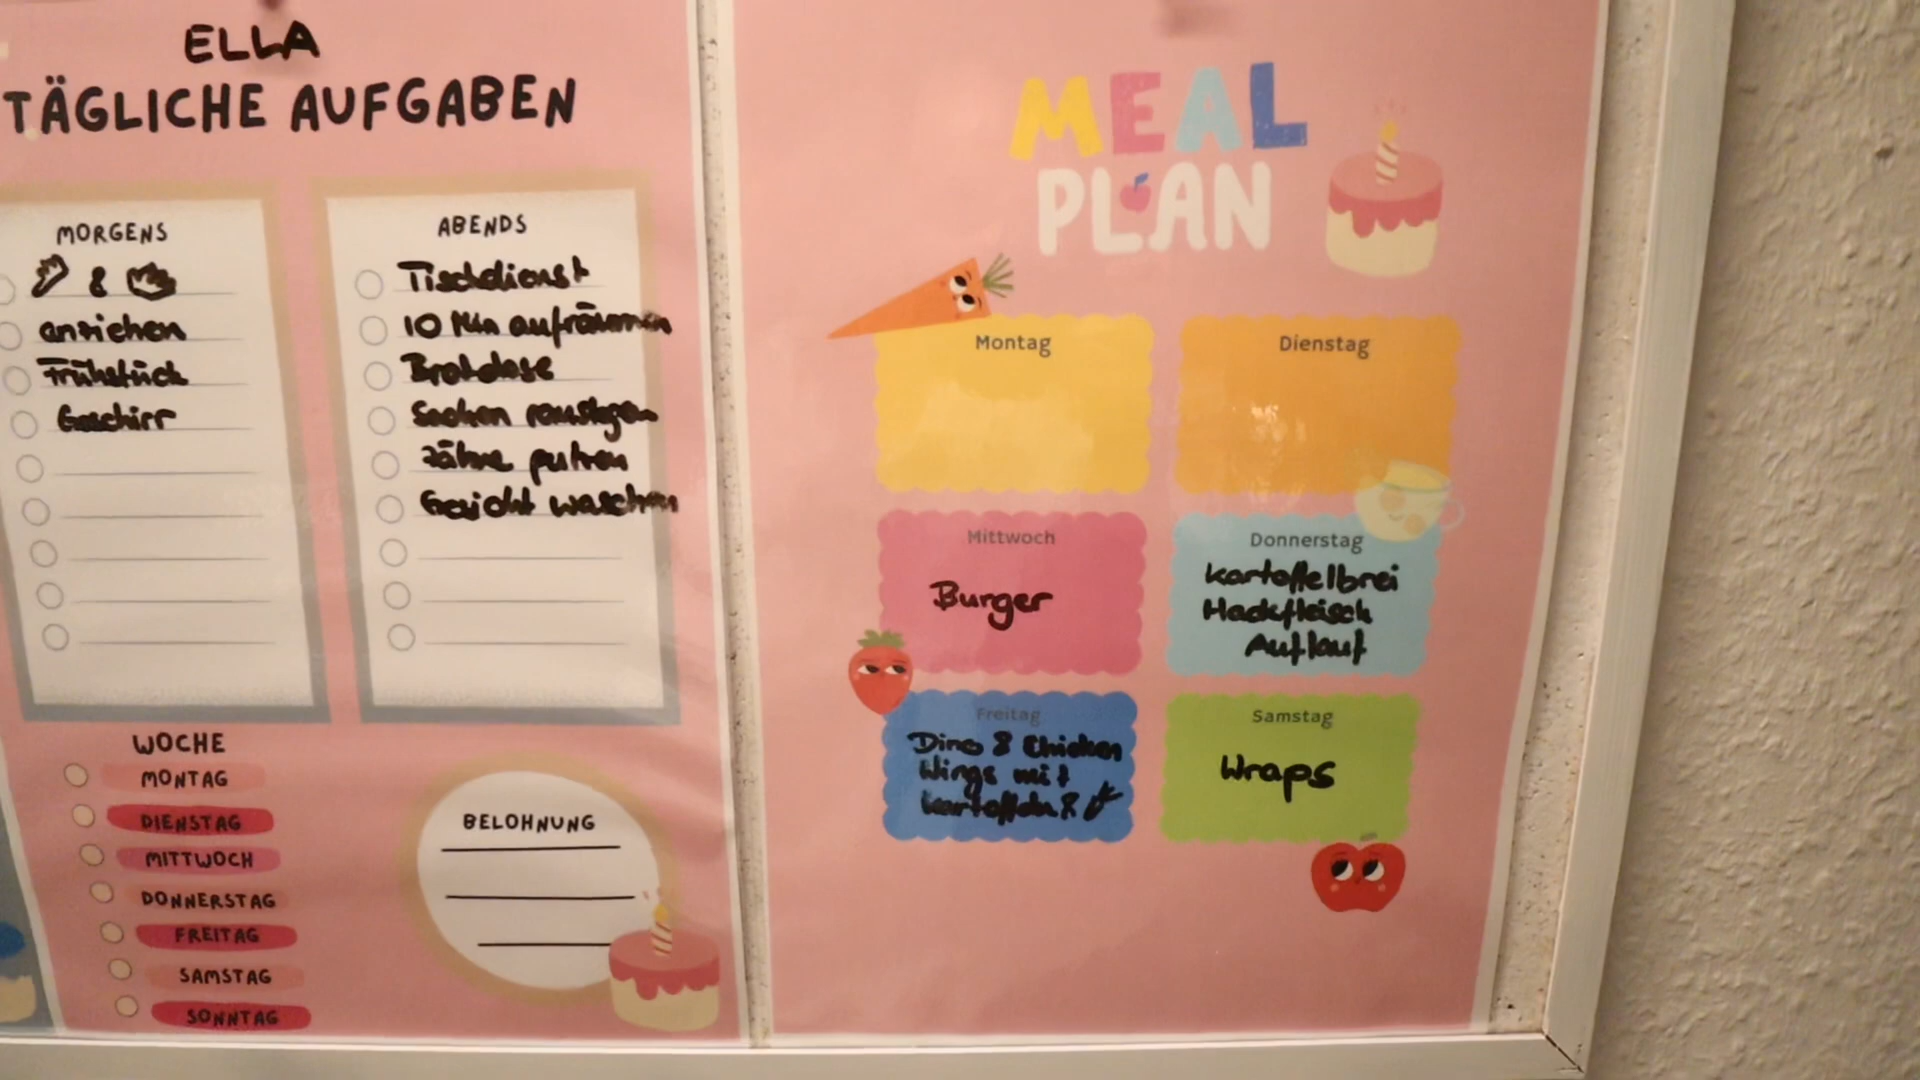 ELLA
TÄGLICHE AUFGABEN
MORGENS
&
anziehen
Frühstück
Geschirr
ABENDS
Tischdienst
10 Min aufräumen
Brotdose
Sachen rauslegen
Zähne putzen
Gesicht waschen
WOCHE
MONTAG
DIENSTAG
MITTWOCH
DONNERSTAG
FREITAG
SAMSTAG
SONNTAG
BELOHNUNG
MEAL
PLAN
Montag
Dienstag
Mittwoch
Burger
Donnerstag
Kartoffelbrei
Hackfleisch
Auflauf
Freitag
Dino & Chicken
Wings mit
Kartoffeln &
Samstag
Wraps